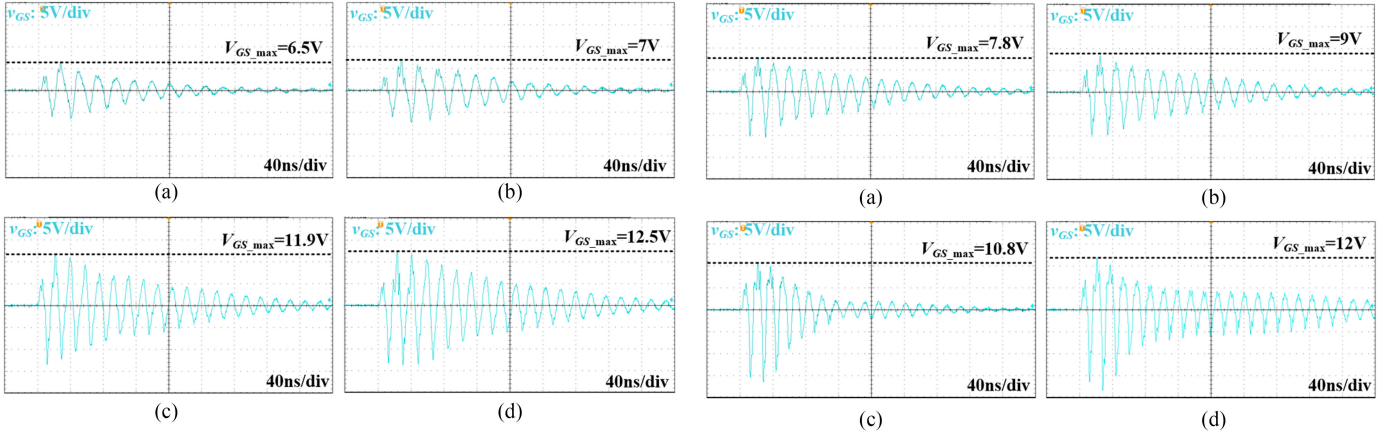 vGS: 5V/div
VGS_max=6.5V
40ns/div
(a)
vGS: 5V/div
VGS_max=7V
40ns/div
(b)
vGS: 5V/div
VGS_max=11.9V
40ns/div
(c)
vGS: 5V/div
VGS_max=12.5V
40ns/div
(d)
vGS: 5V/div
VGS_max=7.8V
40ns/div
(a)
vGS: 5V/div
VGS_max=9V
40ns/div
(b)
vGS: 5V/div
VGS_max=10.8V
40ns/div
(c)
vGS: 5V/div
VGS_max=12V
40ns/div
(d)